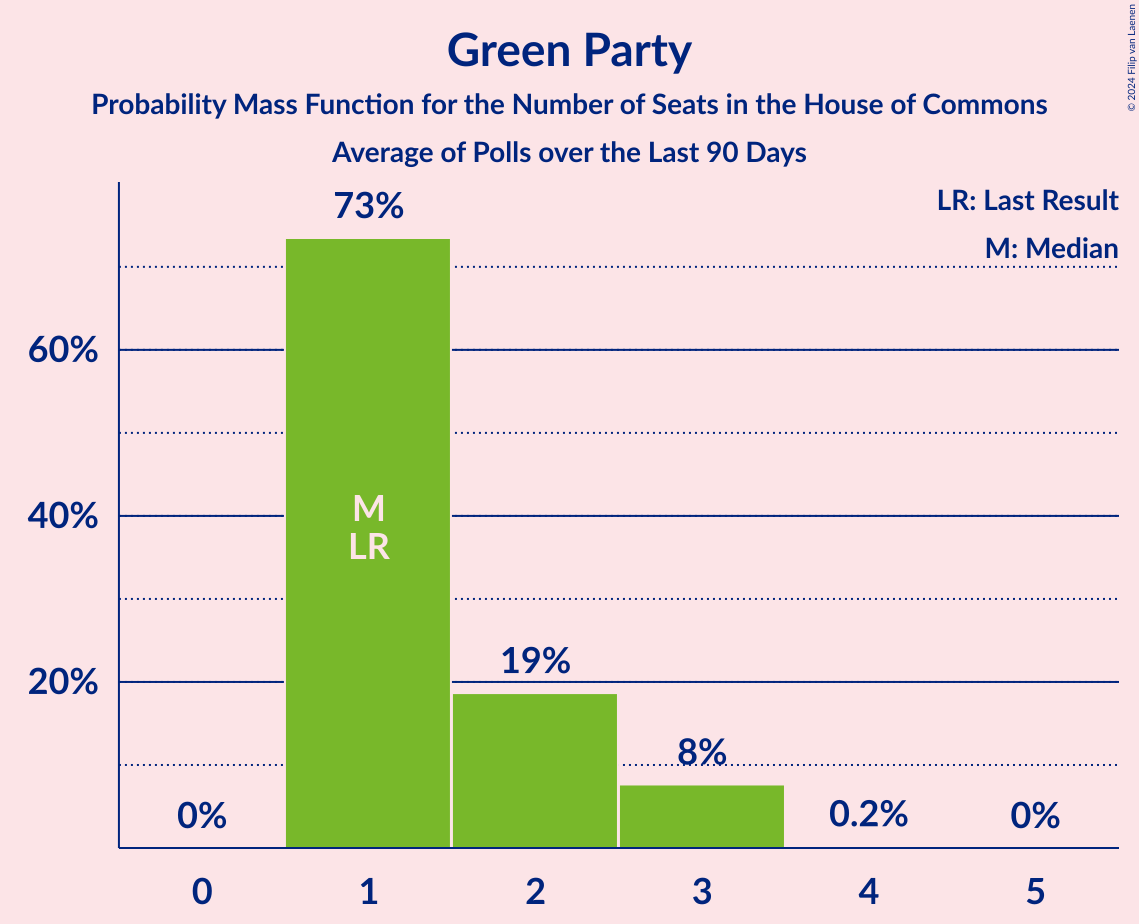 Green Party
Probability Mass Function for the Number of Seats in the House of Commons
Average of Polls over the Last 90 Days
© 2024 Filip van Laenen
LR: Last Result
M: Median
73%
60%
40%
20%
M
LR
19%
8%
0%
0.2%
0%
0 1 2 3 4 5